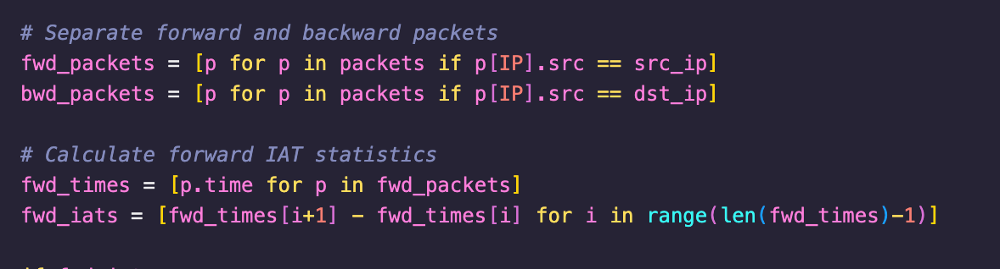 # Separate forward and backward packets
fwd_packets = [p for p in packets if p[IP].src == src_ip]
bwd_packets = [p for p in packets if p[IP].src == dst_ip]
# Calculate forward IAT statistics
fwd_times = [p.time for p in fwd_packets]
fwd_iats = [fwd_times[i+1] - fwd_times[i] for i in range(len(fwd_times)-1)]